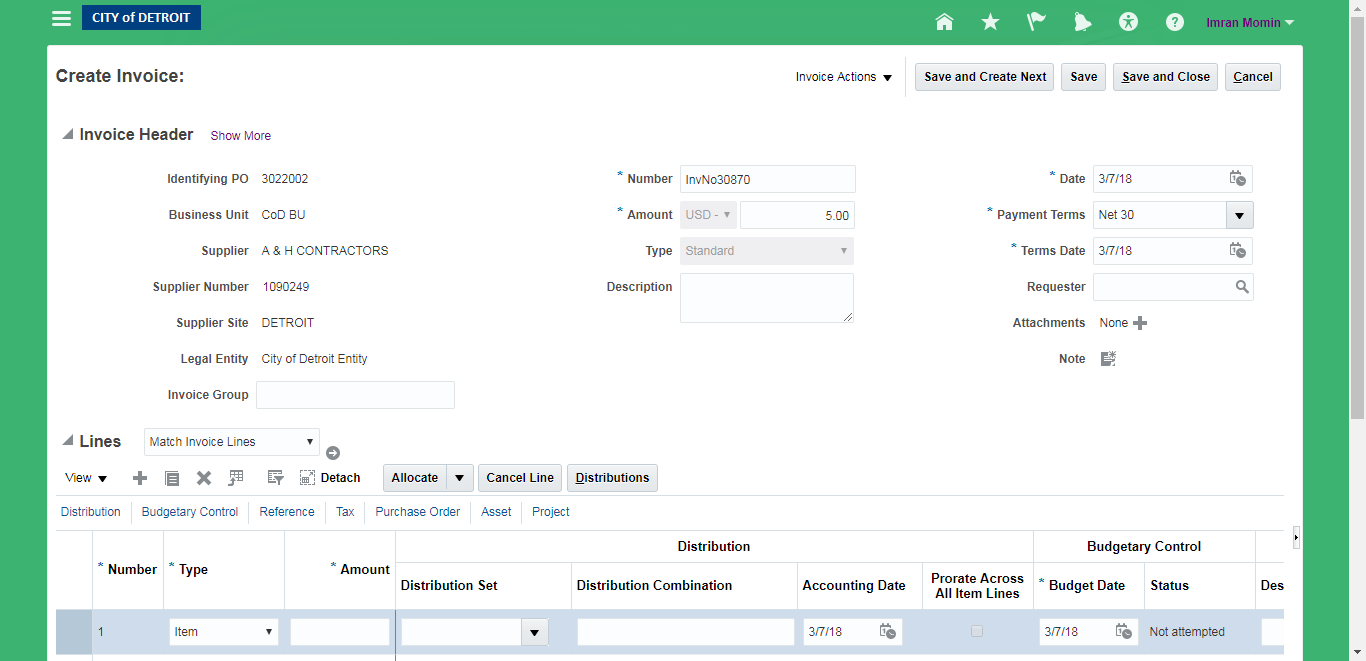 CITY of DETROIT
Imran Momin
Create Invoice:
Invoice Actions
Save and Create Next
Save
Save and Close
Cancel
Invoice Header
Show More
Identifying PO 3022002
Business Unit CoD BU
Supplier A & H CONTRACTORS
Supplier Number 1090249
Supplier Site DETROIT
Legal Entity City of Detroit Entity
Invoice Group
* Number InvNo30870
* Amount USD - 5.00
Type Standard
Description
* Date 3/7/18
* Payment Terms Net 30
* Terms Date 3/7/18
Requester
Attachments None
Note
Lines Match Invoice Lines
View Detach Allocate Cancel Line Distributions
Distribution Budgetary Control Reference Tax Purchase Order Asset Project
Distribution Budgetary Control
* Number * Type * Amount Distribution Set Distribution Combination Accounting Date Prorate Across All Item Lines * Budget Date Status Des
1 Item 3/7/18 3/7/18 Not attempted